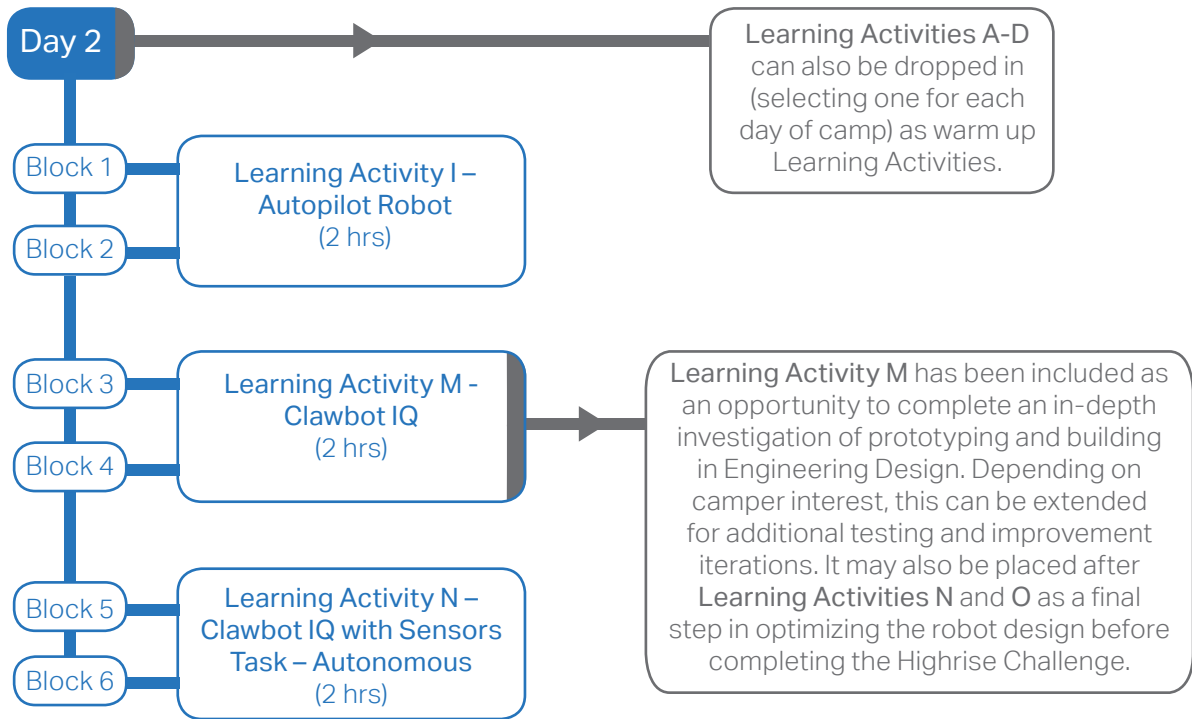 Day 2
Learning Activities A-D
can also be dropped in
(selecting one for each
day of camp) as warm up
Learning Activities.
Block 1
Block 2
Learning Activity I –
Autopilot Robot
(2 hrs)
Block 3
Block 4
Learning Activity M -
Clawbot IQ
(2 hrs)
Learning Activity M has been included as
an opportunity to complete an in-depth
investigation of prototyping and building
in Engineering Design. Depending on
camper interest, this can be extended
for additional testing and improvement
iterations. It may also be placed after
Learning Activities N and O as a final
step in optimizing the robot design before
completing the Highrise Challenge.
Block 5
Block 6
Learning Activity N –
Clawbot IQ with Sensors
Task – Autonomous
(2 hrs)